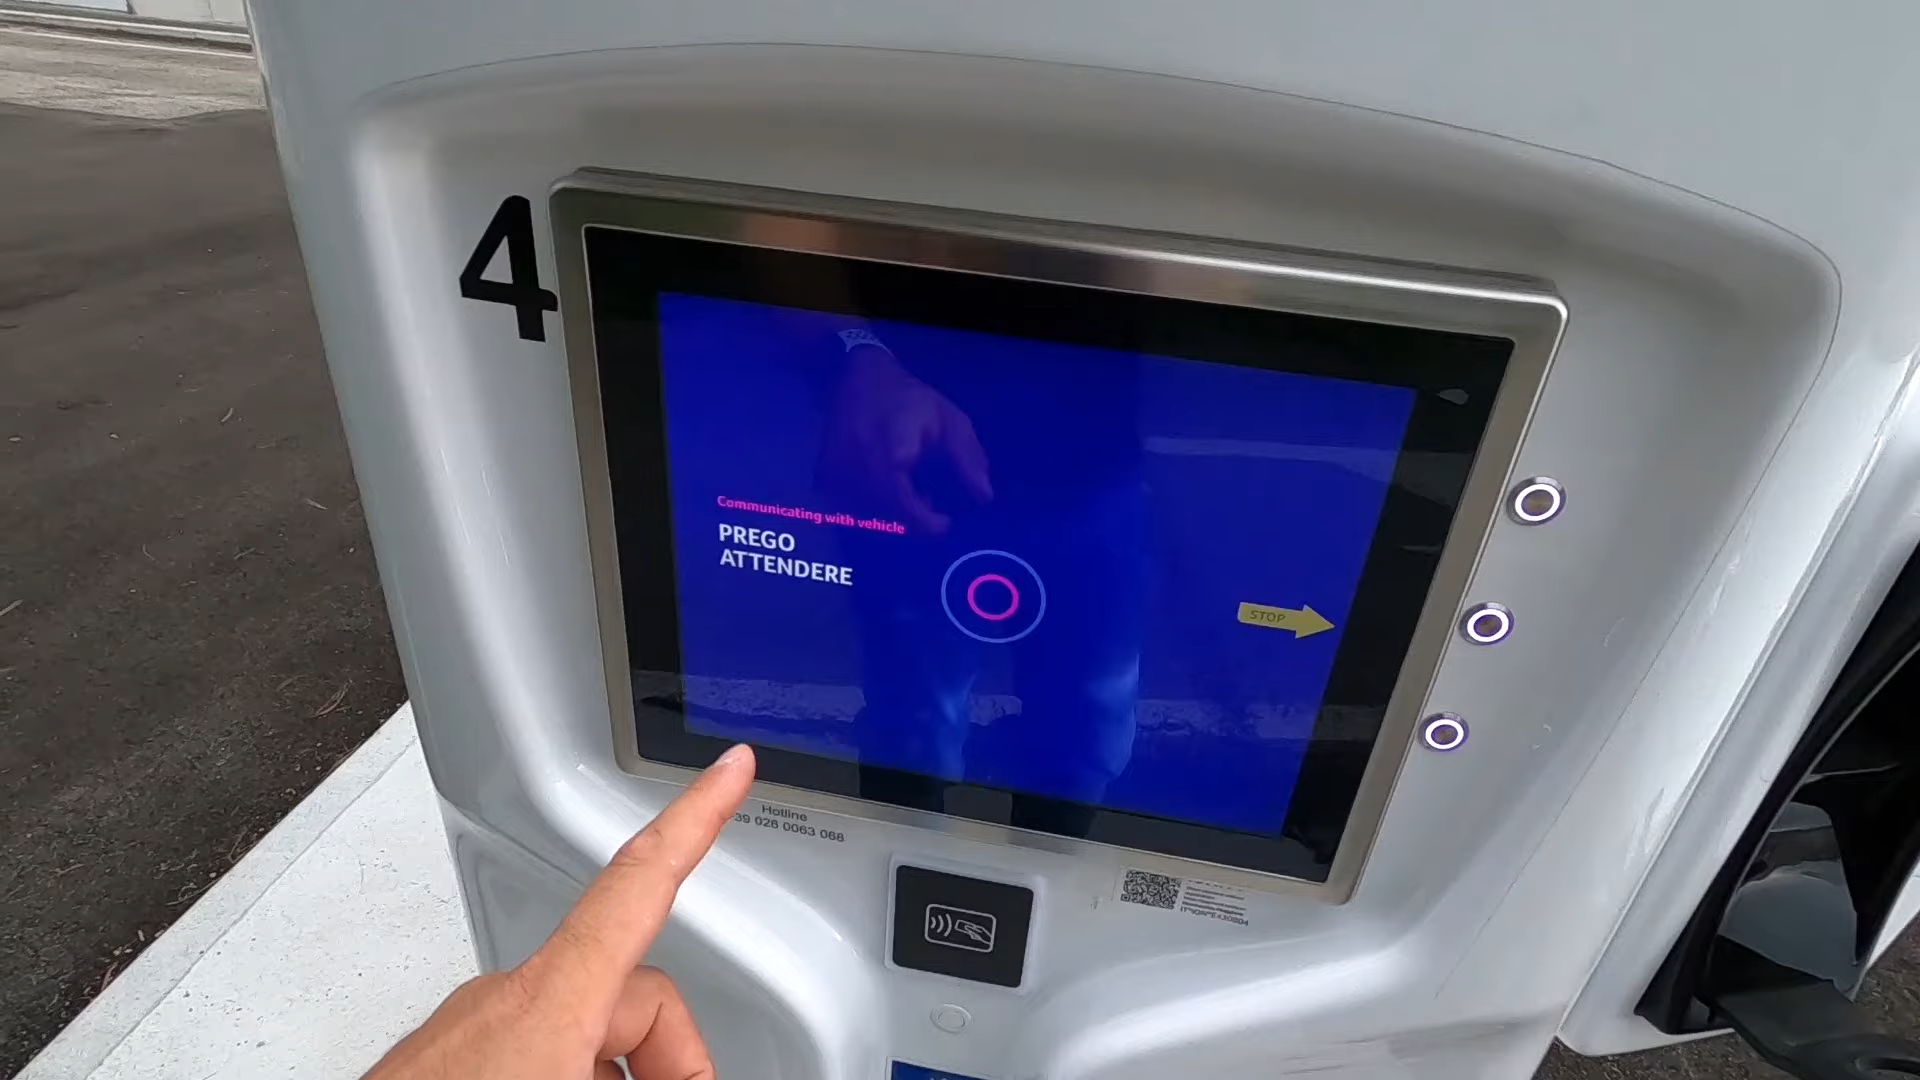 4
Communicating with vehicle
PREGO
ATTENDERE
STOP
Hotline
39 028 0063 068